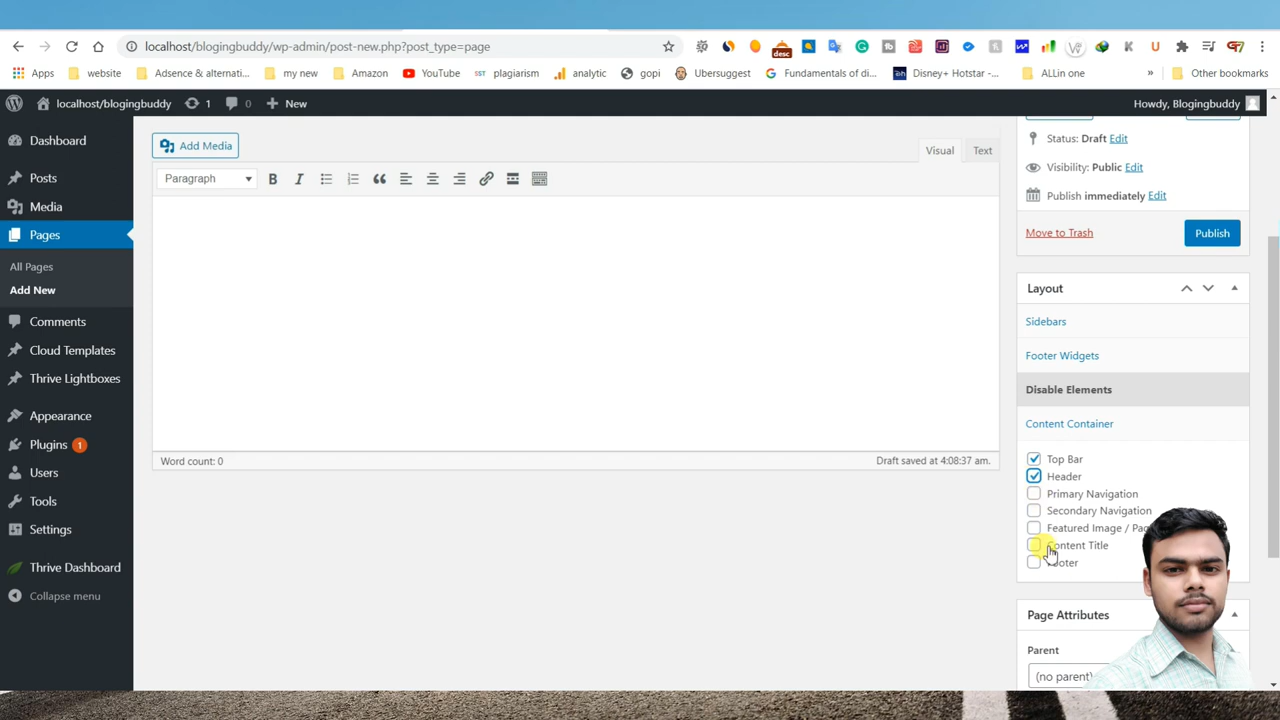 localhost/blogingbuddy/wp-admin/post-new.php?post_type=page
desc
Apps website Adsence & alternati... my new Amazon YouTube plagiarism analytic gopi Ubersuggest Fundamentals of di... Disney+ Hotstar -... ALLin one » Other bookmarks
localhost/blogingbuddy 1 0 New Howdy, Blogingbuddy
Dashboard
Posts
Media
Pages
All Pages
Add New
Comments
Cloud Templates
Thrive Lightboxes
Appearance
Plugins 1
Users
Tools
Settings
Thrive Dashboard
Collapse menu
Add Media
Visual Text
Paragraph
Word count: 0 Draft saved at 4:08:37 am.
Status: Draft Edit
Visibility: Public Edit
Publish immediately Edit
Move to Trash Publish
Layout
Sidebars
Footer Widgets
Disable Elements
Content Container
Top Bar
Header
Primary Navigation
Secondary Navigation
Featured Image /
Content Title
Footer
Page Attributes
Parent
(no parent)